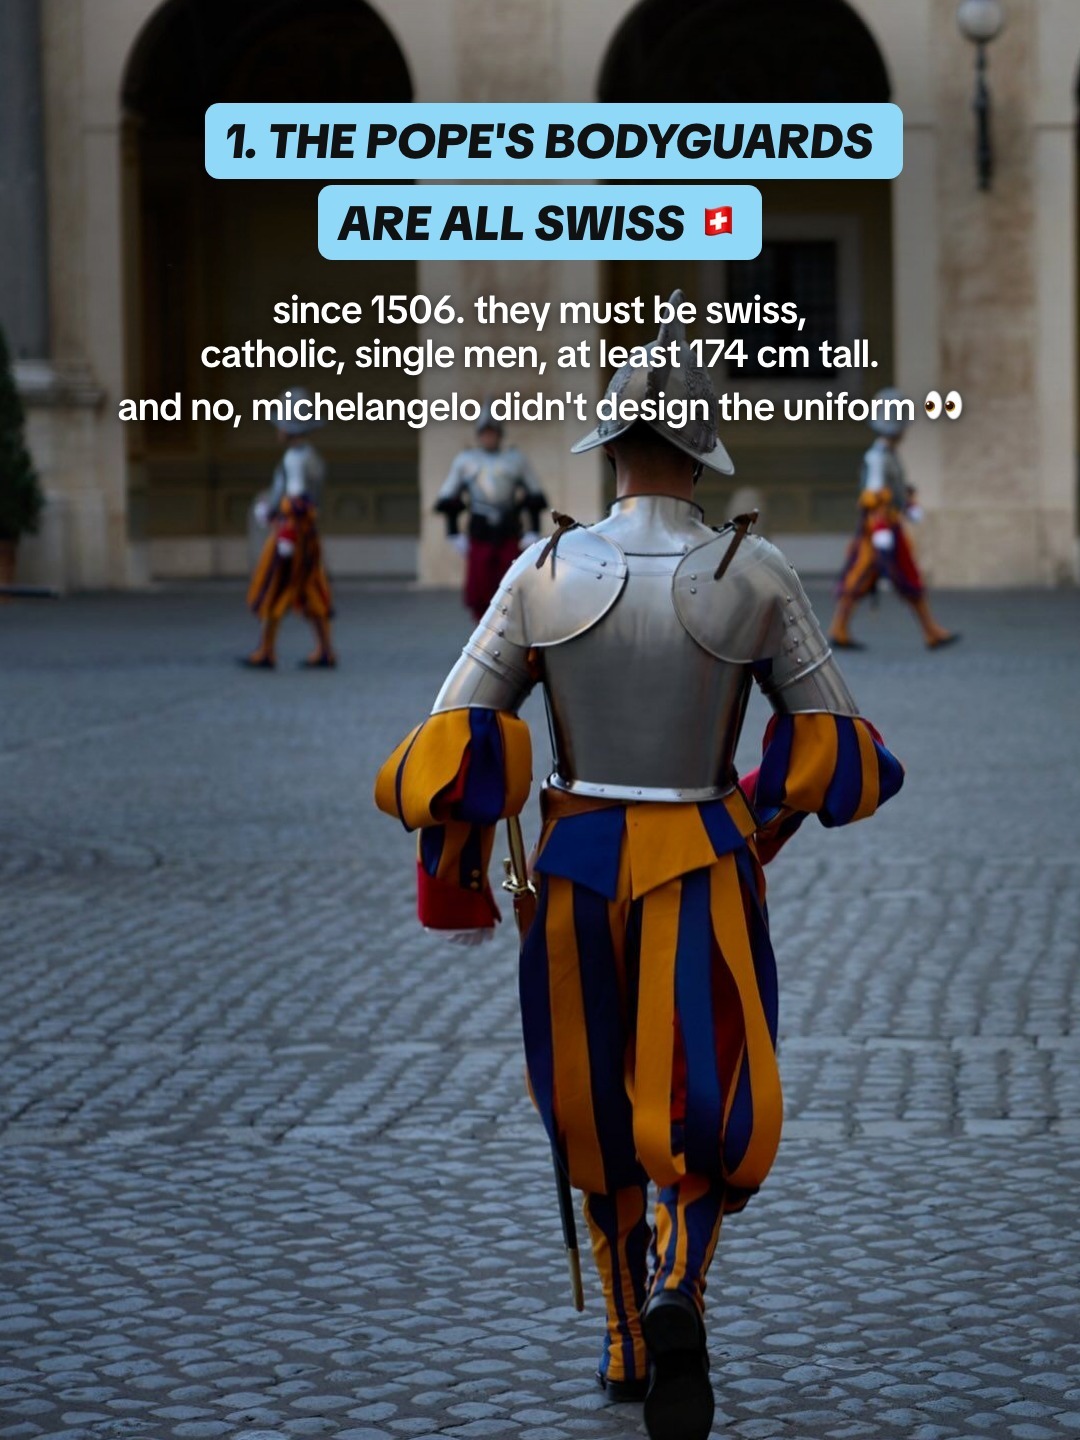 1. THE POPE'S BODYGUARDS
ARE ALL SWISS 🇨🇭
since 1506. they must be swiss,
catholic, single men, at least 174 cm tall.
and no, michelangelo didn't design the uniform 👀